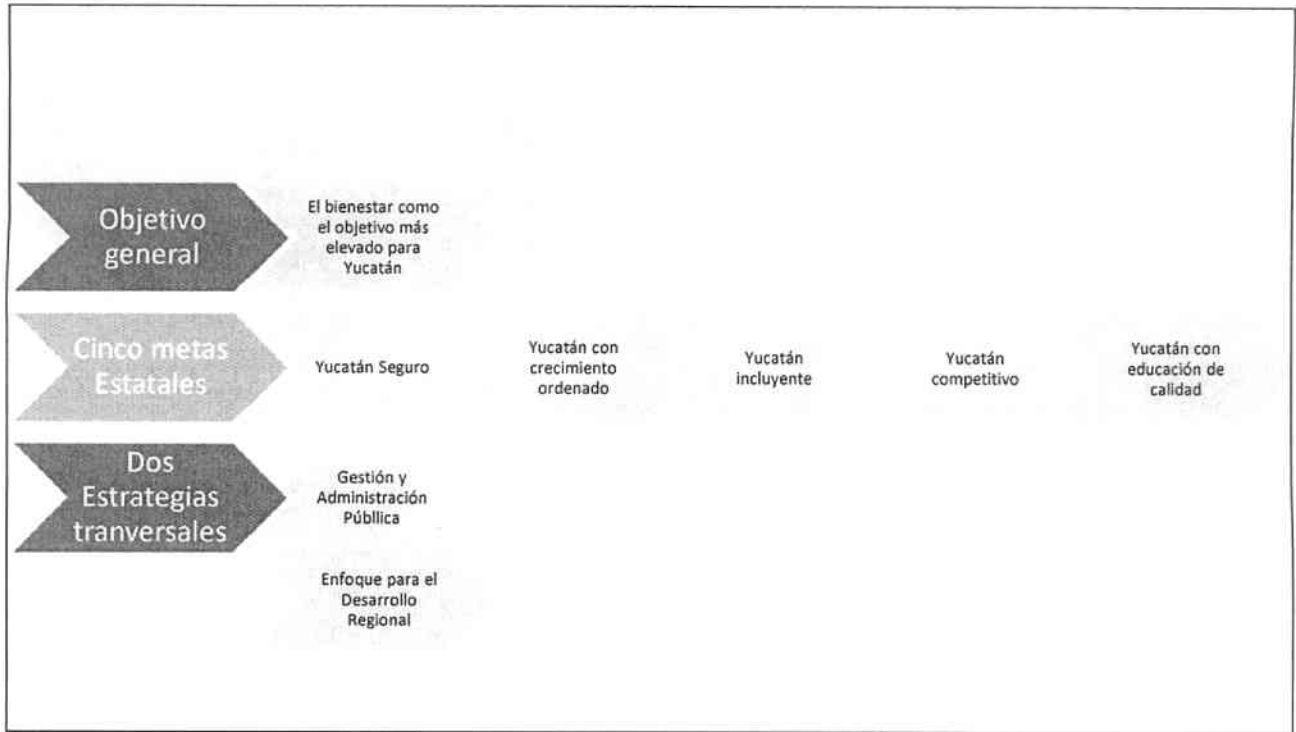 Objetivo
general
El bienestar como
el objetivo más
elevado para
Yucatán
Cinco metas
Estatales
Yucatán Seguro
Yucatán con
crecimiento
ordenado
Yucatán
incluyente
Yucatán
competitivo
Yucatán con
educación de
calidad
Dos
Estrategias
tranversales
Gestión y
Administración
Públlica
Enfoque para el
Desarrollo
Regional